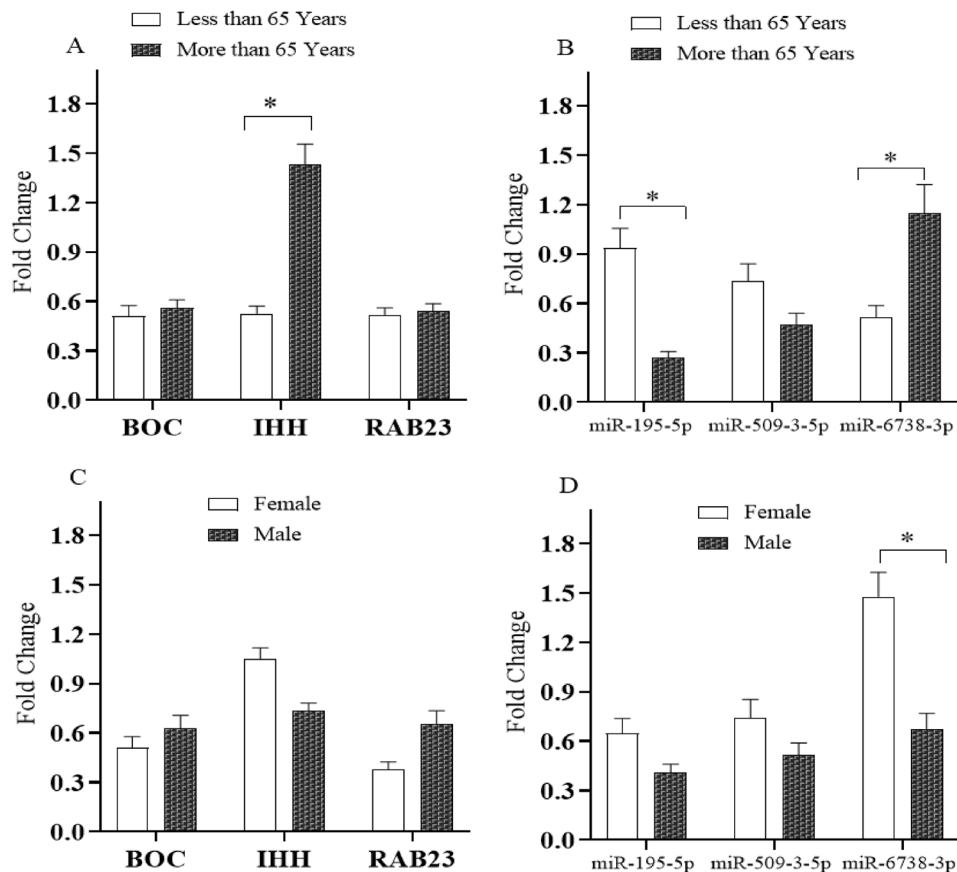 A
Less than 65 Years
More than 65 Years
Fold Change
1.8
1.5
1.2
0.9
0.6
0.3
0.0
*
BOC IHH RAB23
B
Less than 65 Years
More than 65 Years
Fold Change
1.8
1.5
1.2
0.9
0.6
0.3
0.0
* *
miR-195-5p miR-509-3-5p miR-6738-3p
C
Female
Male
Fold Change
1.8
1.5
1.2
0.9
0.6
0.3
0.0
BOC IHH RAB23
D
Female
Male
Fold Change
1.8
1.5
1.2
0.9
0.6
0.3
0.0
*
miR-195-5p miR-509-3-5p miR-6738-3p